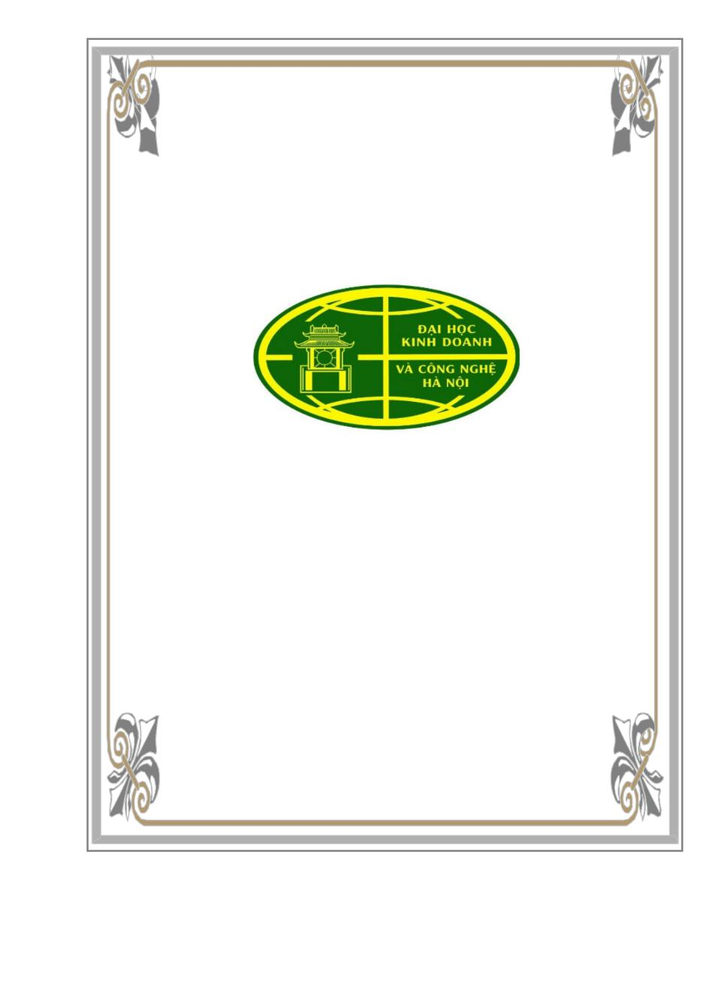 ĐẠI HỌC
KINH DOANH
VÀ CÔNG NGHỆ
HÀ NỘI